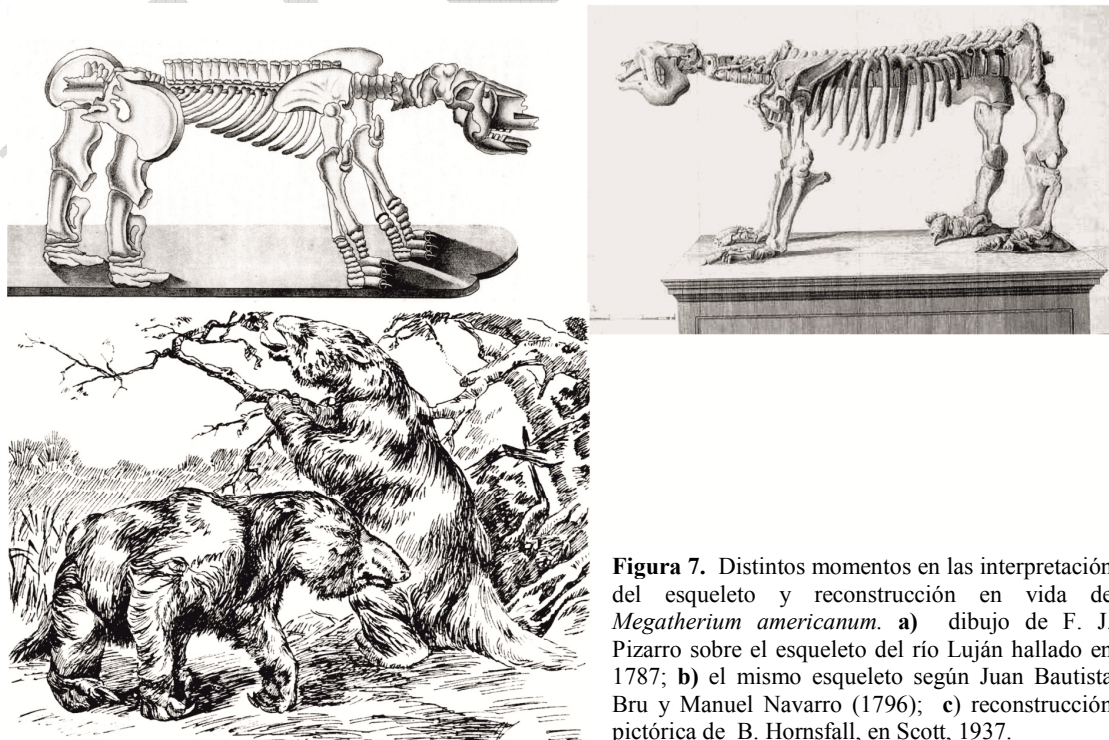 Figura 7. Distintos momentos en las interpretación
del esqueleto y reconstrucción en vida de
Megatherium americanum. a) dibujo de F. J.
Pizarro sobre el esqueleto del río Luján hallado en
1787; b) el mismo esqueleto según Juan Bautista
Bru y Manuel Navarro (1796); c) reconstrucción
pictórica de B. Hornsfall, en Scott, 1937.